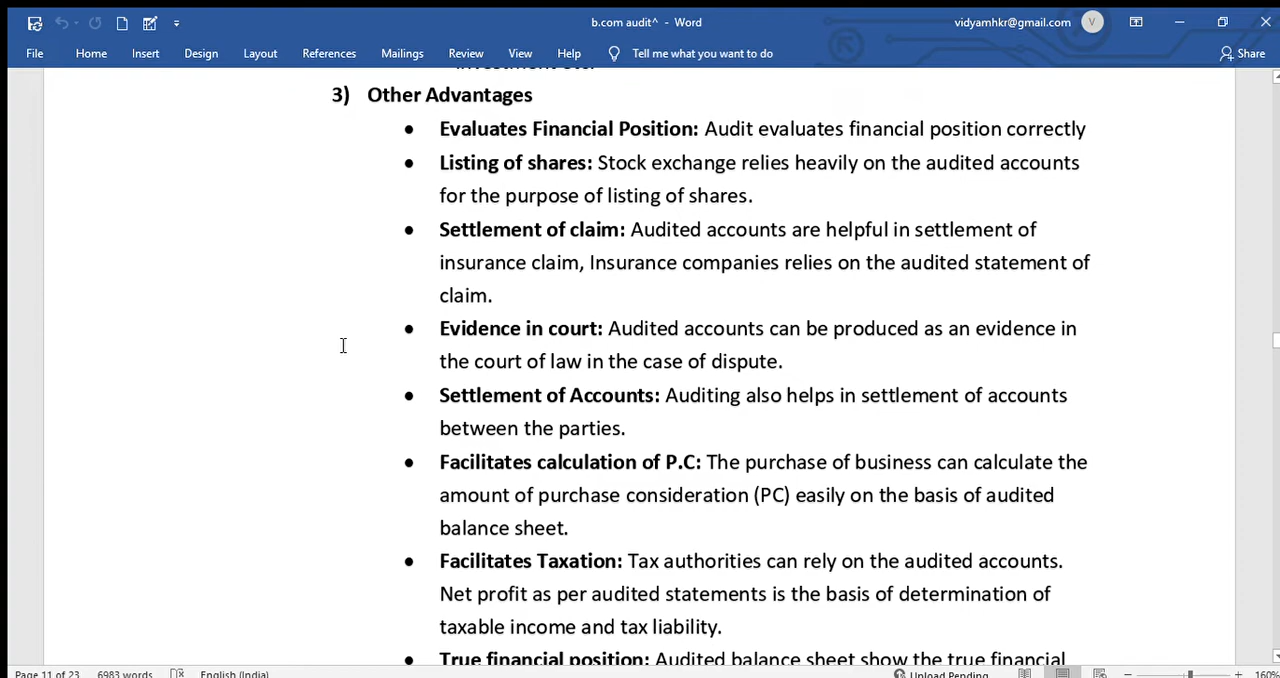 b.com audit^ - Word
vidyamhkr@gmail.com
V
File Home Insert Design Layout References Mailings Review View Help Tell me what you want to do Share
investment etc.
3) Other Advantages
• Evaluates Financial Position: Audit evaluates financial position correctly
• Listing of shares: Stock exchange relies heavily on the audited accounts
for the purpose of listing of shares.
• Settlement of claim: Audited accounts are helpful in settlement of
insurance claim, Insurance companies relies on the audited statement of
claim.
• Evidence in court: Audited accounts can be produced as an evidence in
the court of law in the case of dispute.
• Settlement of Accounts: Auditing also helps in settlement of accounts
between the parties.
• Facilitates calculation of P.C: The purchase of business can calculate the
amount of purchase consideration (PC) easily on the basis of audited
balance sheet.
• Facilitates Taxation: Tax authorities can rely on the audited accounts.
Net profit as per audited statements is the basis of determination of
taxable income and tax liability.
• True financial position: Audited balance sheet show the true financial
Page 11 of 23 6983 words English (India) Upload Pending 160%